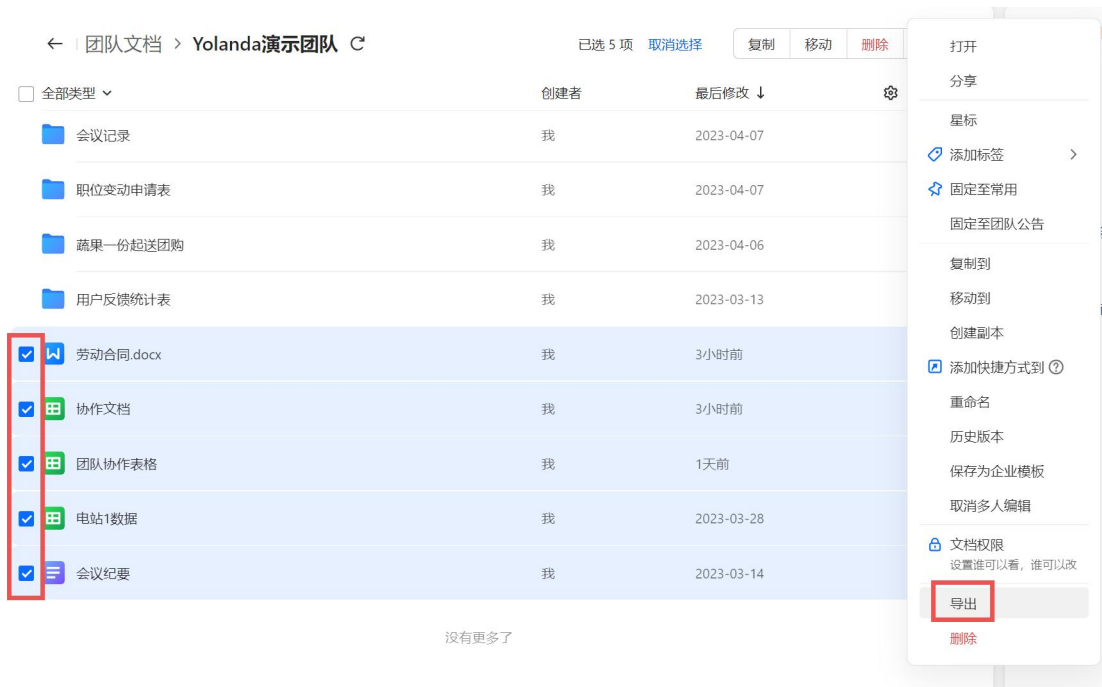 团队文档 > Yolanda演示团队
已选 5 项 取消选择 复制 移动 删除
全部类型 创建者 最后修改
会议记录 我 2023-04-07
职位变动申请表 我 2023-04-07
蔬果一份起送团购 我 2023-04-06
用户反馈统计表 我 2023-03-13
劳动合同.docx 我 3小时前
协作文档 我 3小时前
团队协作表格 我 1天前
电站1数据 我 2023-03-28
会议纪要 我 2023-03-14
没有更多了
打开
分享
星标
添加标签
固定至常用
固定至团队公告
复制到
移动到
创建副本
添加快捷方式到
重命名
历史版本
保存为企业模板
取消多人编辑
文档权限
设置谁可以看，谁可以改
导出
删除